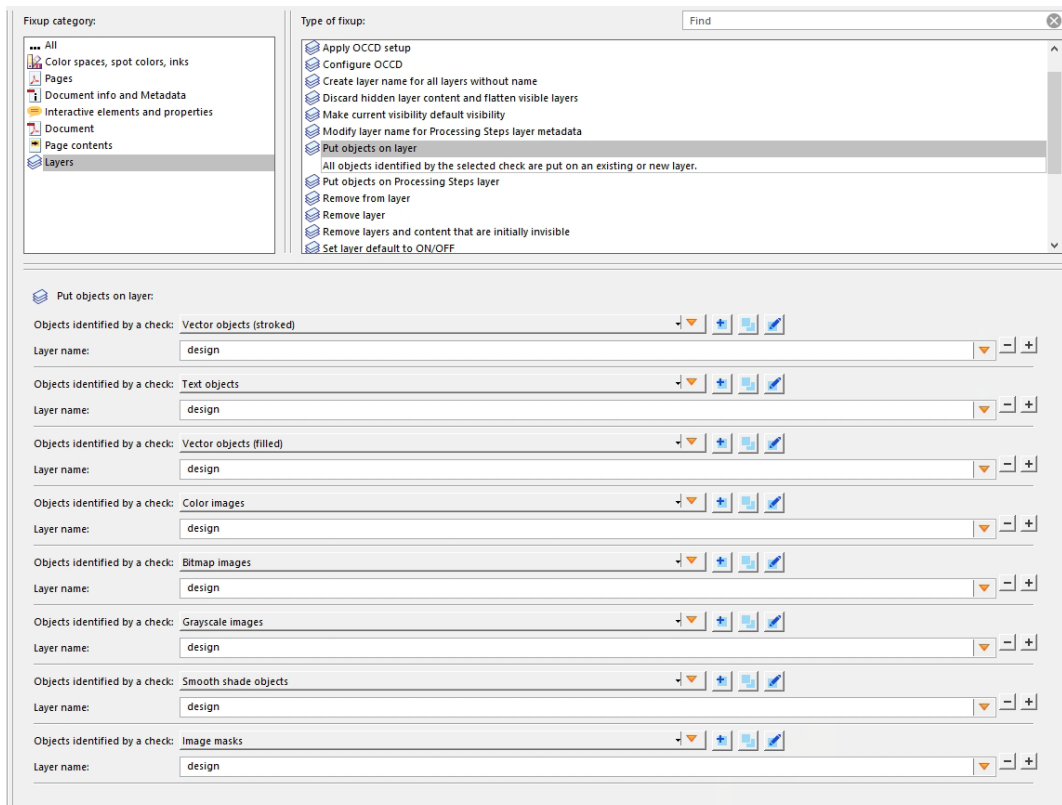 Fixup category:
Type of fixup:
Find
All
Color spaces, spot colors, inks
Pages
Document info and Metadata
Interactive elements and properties
Document
Page contents
Layers
Apply OCCD setup
Configure OCCD
Create layer name for all layers without name
Discard hidden layer content and flatten visible layers
Make current visibility default visibility
Modify layer name for Processing Steps layer metadata
Put objects on layer
All objects identified by the selected check are put on an existing or new layer.
Put objects on Processing Steps layer
Remove from layer
Remove layer
Remove layers and content that are initially invisible
Set layer default to ON/OFF
Put objects on layer:
Objects identified by a check: Vector objects (stroked)
Layer name: design
Objects identified by a check: Text objects
Layer name: design
Objects identified by a check: Vector objects (filled)
Layer name: design
Objects identified by a check: Color images
Layer name: design
Objects identified by a check: Bitmap images
Layer name: design
Objects identified by a check: Grayscale images
Layer name: design
Objects identified by a check: Smooth shade objects
Layer name: design
Objects identified by a check: Image masks
Layer name: design